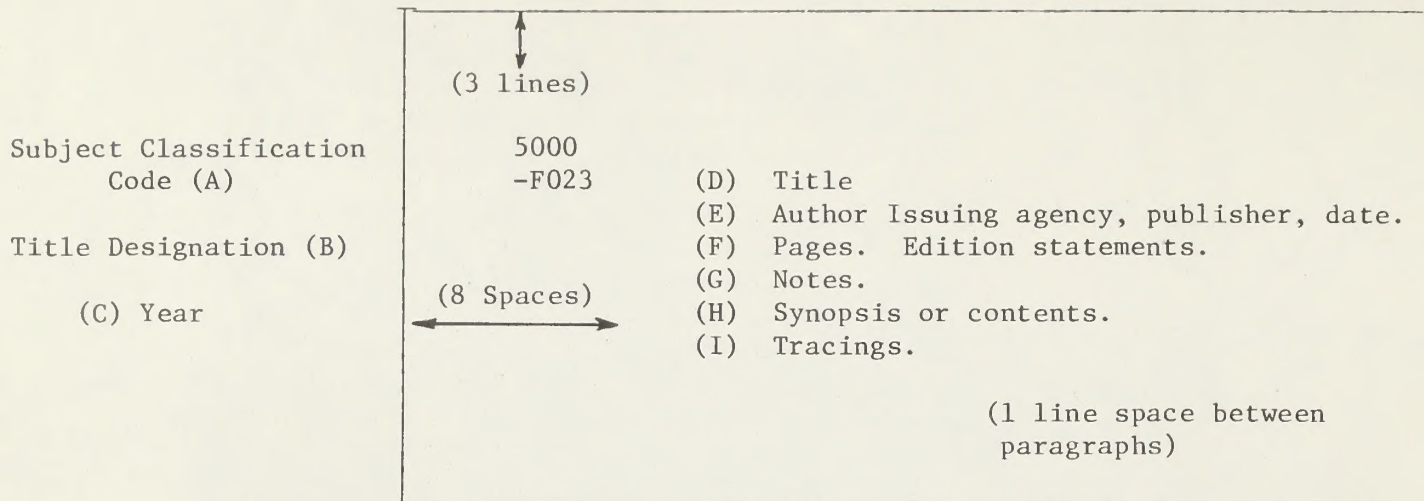 (3 lines)
Subject Classification
Code (A)
5000
-F023
Title Designation (B)
(C) Year
(8 Spaces)
(D) Title
(E) Author Issuing agency, publisher, date.
(F) Pages. Edition statements.
(G) Notes.
(H) Synopsis or contents.
(I) Tracings.
(1 line space between
paragraphs)